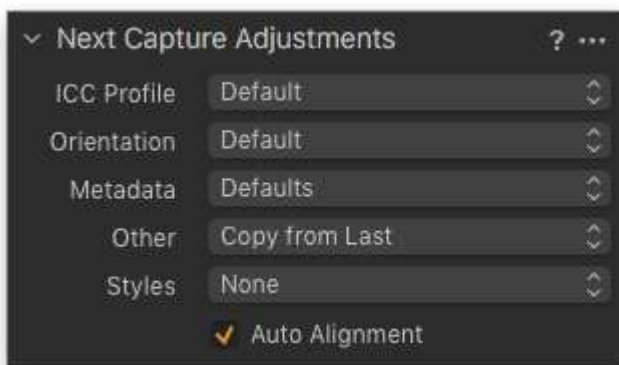 Next Capture Adjustments ? ...
ICC Profile Default
Orientation Default
Metadata Defaults
Other Copy from Last
Styles None
Auto Alignment